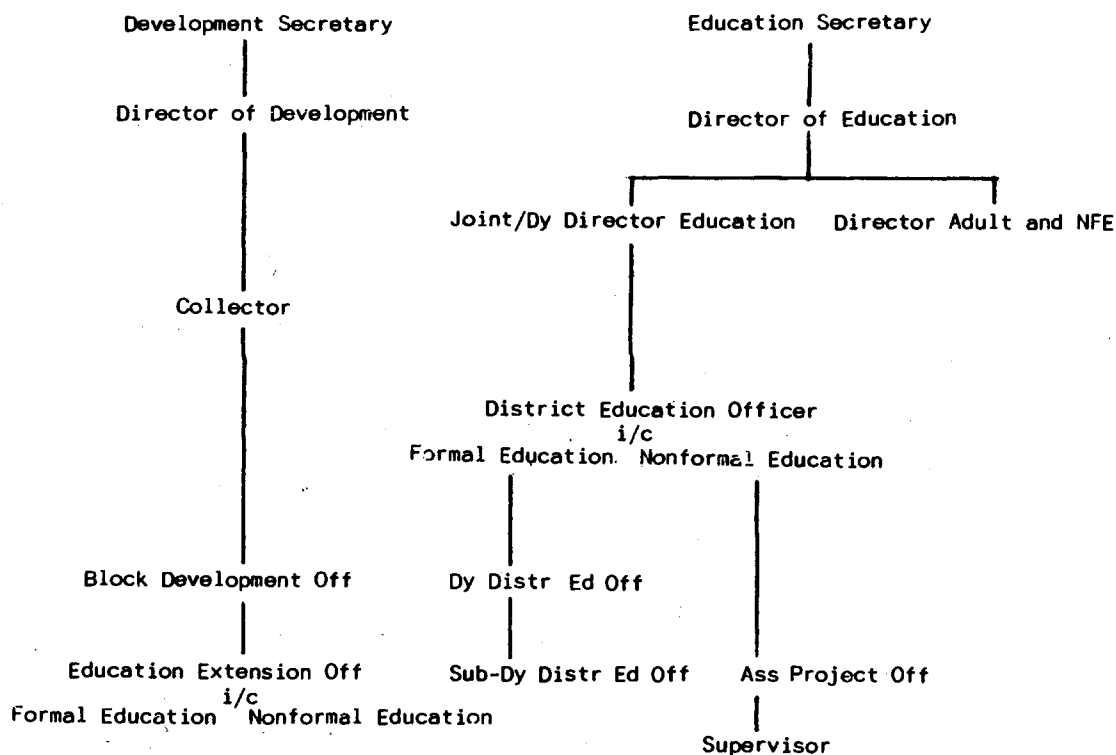 Development Secretary
Education Secretary
Director of Development
Director of Education
Joint/Dy Director Education
Director Adult and NFE
Collector
District Education Officer
i/c
Formal Education Nonformal Education
Block Development Off
Dy Distr Ed Off
Education Extension Off
i/c
Formal Education Nonformal Education
Sub-Dy Distr Ed Off
Ass Project Off
Supervisor